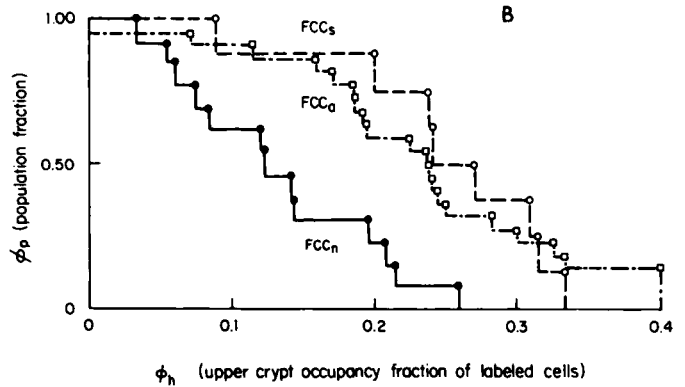 B
1.00
FCCs
FCCa
0.50
FCCn
0
ϕp (population fraction)
0 0.1 0.2 0.3 0.4
ϕh (upper crypt occupancy fraction of labeled cells)